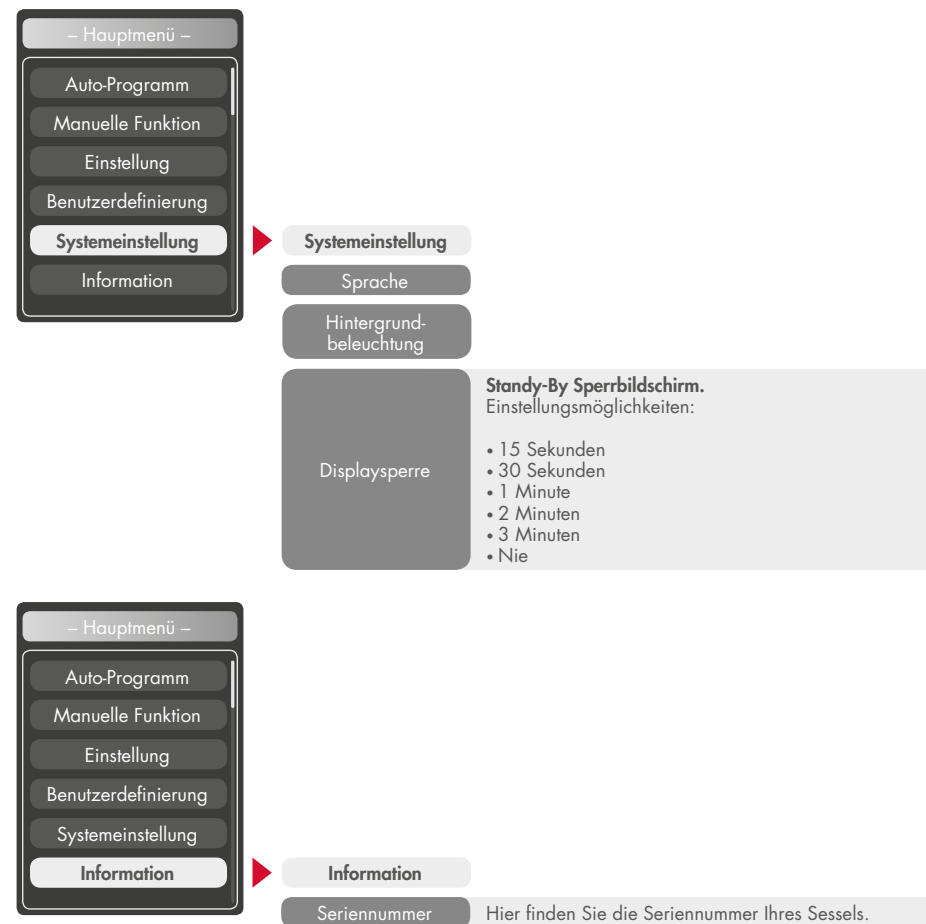 – Hauptmenü –
Auto-Programm
Manuelle Funktion
Einstellung
Benutzerdefinierung
Systemeinstellung
Information
Systemeinstellung
Sprache
Hintergrund-
beleuchtung
Displaysperre
Standy-By Sperrbildschirm.
Einstellungsmöglichkeiten:
• 15 Sekunden
• 30 Sekunden
• 1 Minute
• 2 Minuten
• 3 Minuten
• Nie
– Hauptmenü –
Auto-Programm
Manuelle Funktion
Einstellung
Benutzerdefinierung
Systemeinstellung
Information
Information
Seriennummer
Hier finden Sie die Seriennummer Ihres Sessels.